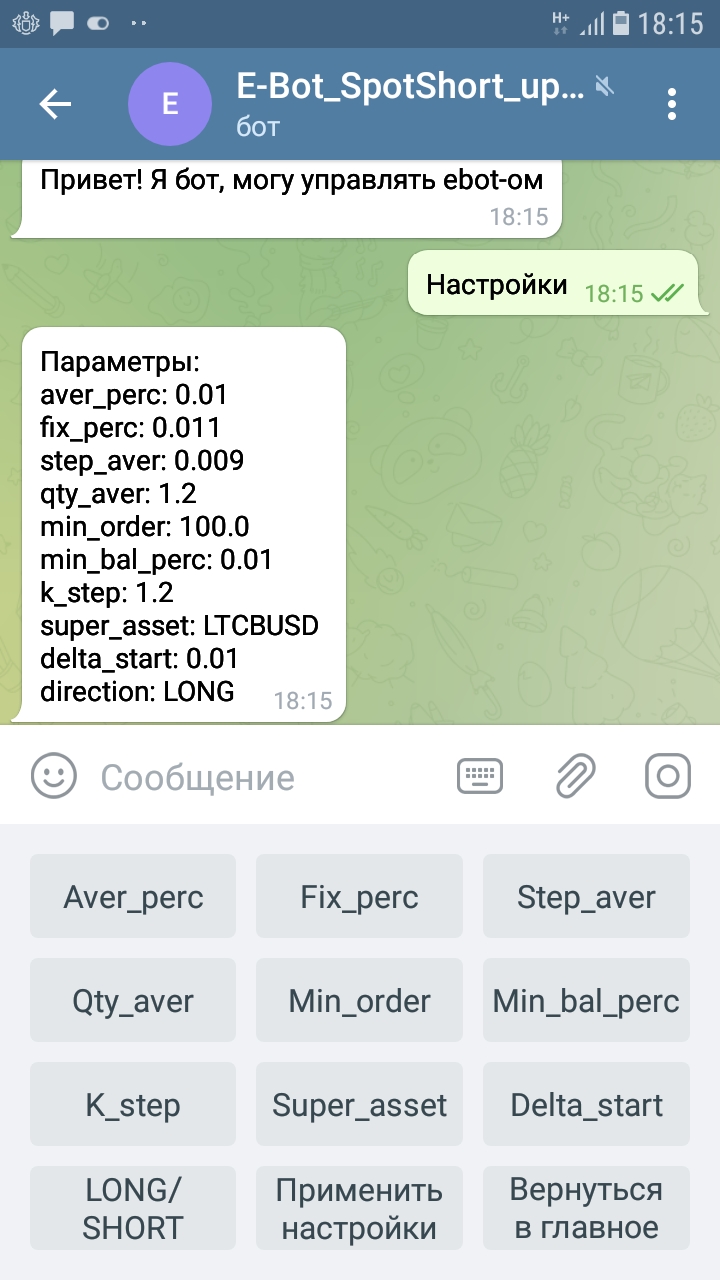 H+ 18:15
E
E-Bot_SpotShort_up...
бот
Привет! Я бот, могу управлять ebot-ом
18:15
Настройки 18:15
Параметры:
aver_perc: 0.01
fix_perc: 0.011
step_aver: 0.009
qty_aver: 1.2
min_order: 100.0
min_bal_perc: 0.01
k_step: 1.2
super_asset: LTCBUSD
delta_start: 0.01
direction: LONG 18:15
Сообщение
Aver_perc Fix_perc Step_aver
Qty_aver Min_order Min_bal_perc
K_step Super_asset Delta_start
LONG/
SHORT
Применить
настройки
Вернуться
в главное